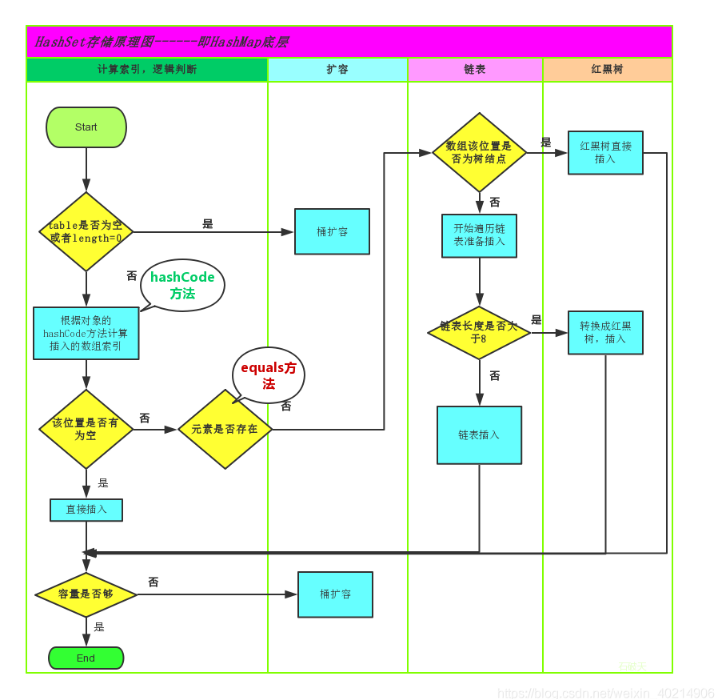 HashSet存储原理图------即HashMap底层
计算索引，逻辑判断
扩容
链表
红黑树
Start
table是否为空
或者length=0
是
桶扩容
否
hashCode
方法
根据对象的
hashCode方法计算
插入的数组索引
该位置是否有
为空
否
元素是否存在
equals方
法
否
是
直接插入
容量是否够
否
桶扩容
是
End
数组该位置是
否为树结点
是
红黑树直接
插入
否
开始遍历链
表准备插入
链表长度是否大
于8
是
转换成红黑
树，插入
否
链表插入
https://blog.csdn.net/weixin_40214906